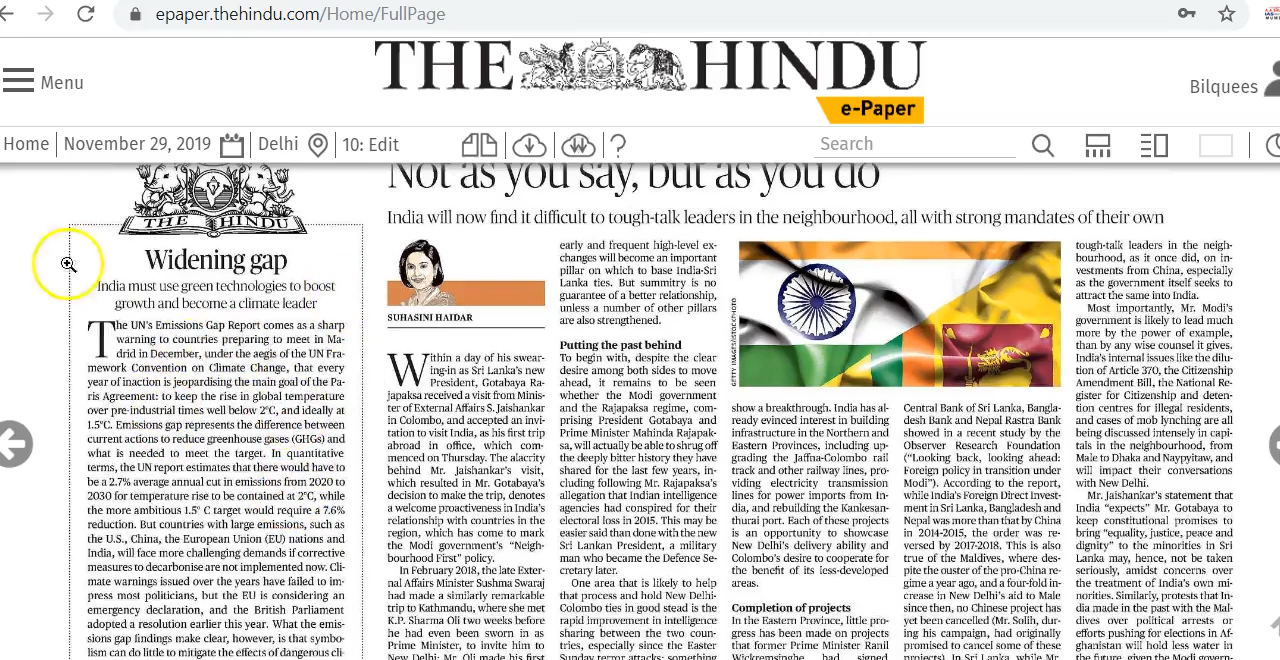 epaper.thehindu.com/Home/FullPage
Menu
THE HINDU
e-Paper
Bilquees
Home
November 29, 2019
Delhi
10: Edit
?
Search
THE HINDU
Widening gap
India must use green technologies to boost
growth and become a climate leader
The UN's Emissions Gap Report comes as a sharp
warning to countries preparing to meet in Ma-
drid in December, under the aegis of the UN Fra-
mework Convention on Climate Change, that every
year of inaction is jeopardising the main goal of the Pa-
ris Agreement: to keep the rise in global temperature
over pre-industrial times well below 2°C, and ideally at
1.5°C. Emissions gap represents the difference between
current actions to reduce greenhouse gases (GHGs) and
what is needed to meet the target. In quantitative
terms, the UN report estimates that there would have to
be a 2.7% average annual cut in emissions from 2020 to
2030 for temperature rise to be contained at 2°C, while
the more ambitious 1.5° C target would require a 7.6%
reduction. But countries with large emissions, such as
the U.S., China, the European Union (EU) nations and
India, will face more challenging demands if corrective
measures to decarbonise are not implemented now. Cli-
mate warnings issued over the years have failed to im-
press most politicians, but the EU is considering an
emergency declaration, and the British Parliament
adopted a resolution earlier this year. What the emis-
sions gap findings make clear, however, is that symbo-
lism can do little to mitigate the effects of dangerous cli-
Not as you say, but as you do
India will now find it difficult to tough-talk leaders in the neighbourhood, all with strong mandates of their own
SUHASINI HAIDAR
Within a day of his swear-
ing-in as Sri Lanka's new
President, Gotabaya Ra-
japaksa received a visit from Minis-
ter of External Affairs S. Jaishankar
in Colombo, and accepted an invi-
tation to visit India, as his first trip
abroad in office, which com-
menced on Thursday. The alacrity
behind Mr. Jaishankar's visit,
which resulted in Mr. Gotabaya's
decision to make the trip, denotes
a welcome proactiveness in India's
relationship with countries in the
region, which has come to mark
the Modi government's "Neigh-
bourhood First" policy.
In February 2018, the late Exter-
nal Affairs Minister Sushma Swaraj
had made a similarly remarkable
trip to Kathmandu, where she met
K.P. Sharma Oli two weeks before
he had even been sworn in as
Prime Minister, to invite him to
New Delhi; Mr. Oli made his first
early and frequent high-level ex-
changes will become an important
pillar on which to base India-Sri
Lanka ties. But summitry is no
guarantee of a better relationship,
unless a number of other pillars
are also strengthened.
Putting the past behind
To begin with, despite the clear
desire among both sides to move
ahead, it remains to be seen
whether the Modi government
and the Rajapaksa regime, com-
prising President Gotabaya and
Prime Minister Mahinda Rajapak-
sa, will actually be able to shrug off
the deeply bitter history they have
shared for the last few years, in-
cluding following Mr. Rajapaksa's
allegation that Indian intelligence
agencies had conspired for their
electoral loss in 2015. This may be
easier said than done with the new
Sri Lankan President, a military
man who became the Defence Se-
cretary later.
One area that is likely to help
that process and hold New Delhi-
Colombo ties in good stead is the
rapid improvement in intelligence
sharing between the two coun-
tries, especially since the Easter
Sunday terror attacks; something
GETTY IMAGES/ISTOCKPHOTO
show a breakthrough. India has al-
ready evinced interest in building
infrastructure in the Northern and
Eastern Provinces, including up-
grading the Jaffna-Colombo rail
track and other railway lines, pro-
viding electricity transmission
lines for power imports from In-
dia, and rebuilding the Kankesan-
thurai port. Each of these projects
is an opportunity to showcase
New Delhi's delivery ability and
Colombo's desire to cooperate for
the benefit of its less-developed
areas.
Completion of projects
In the Eastern Province, little pro-
gress has been made on projects
that former Prime Minister Ranil
Wickremsinghe had signed
Central Bank of Sri Lanka, Bangla-
desh Bank and Nepal Rastra Bank
showed in a recent study by the
Observer Research Foundation
("Looking back, looking ahead:
Foreign policy in transition under
Modi"). According to the report,
while India's Foreign Direct Invest-
ment in Sri Lanka, Bangladesh and
Nepal was more than that by China
in 2014-2015, the order was re-
versed by 2017-2018. This is also
true of the Maldives, where des-
pite the ouster of the pro-China re-
gime a year ago, and a four-fold in-
crease in New Delhi's aid to Male
since then, no Chinese project has
yet been cancelled (Mr. Solih, dur-
ing his campaign, had originally
promised to cancel some of these
projects). In Sri Lanka, while Mr.
tough-talk leaders in the neigh-
bourhood, as it once did, on in-
vestments from China, especially
as the government itself seeks to
attract the same into India.
Most importantly, Mr. Modi's
government is likely to lead much
more by the power of example,
than by any wise counsel it gives.
India's internal issues like the dilu-
tion of Article 370, the Citizenship
Amendment Bill, the National Re-
gister for Citizenship and deten-
tion centres for illegal residents,
and cases of mob lynching are all
being discussed intensely in capi-
tals in the neighbourhood, from
Male to Dhaka and Naypyitaw, and
will impact their conversations
with New Delhi.
Mr. Jaishankar's statement that
India "expects" Mr. Gotabaya to
keep constitutional promises to
bring "equality, justice, peace and
dignity" to the minorities in Sri
Lanka may, hence, not be taken
seriously, amidst concerns over
the treatment of India's own mi-
norities. Similarly, protests that In-
dia made in the past with the Mal-
dives over political arrests or
efforts pushing for elections in Af-
ghanistan will hold less water in
the future, given the Modi govern-